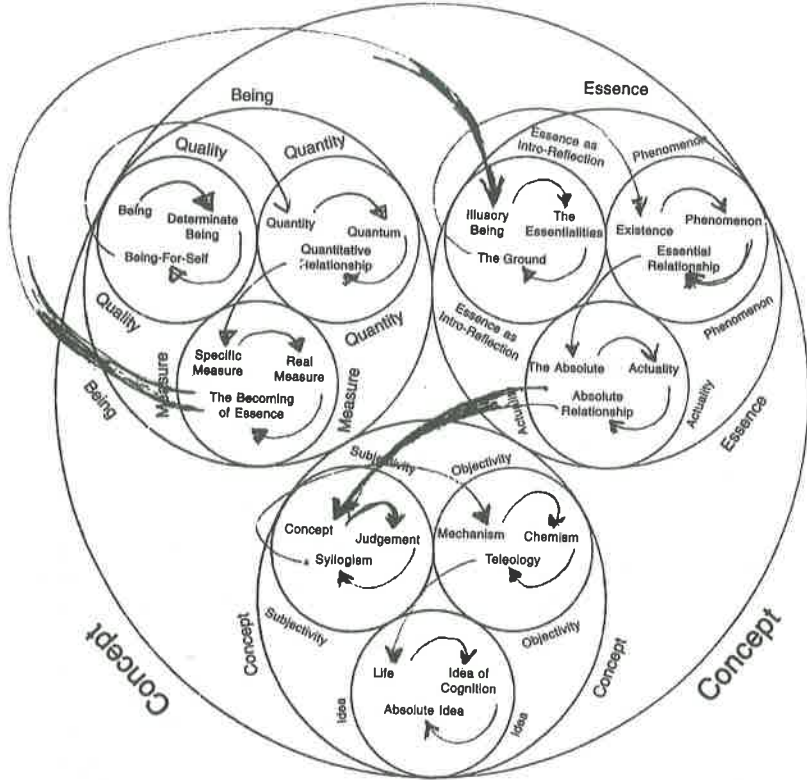 Being
Quality
Quantity
Being
Determinate
Being
Being-For-Self
Quantity
Quantum
Quantitative
Relationship
Quality
Quantity
Specific
Measure
Real
Measure
The Becoming
of Essence
Measure
Measure
Being
Essence
Essence as
Intro-Reflection
Phenomenon
Illusory
Being
The
Essentialities
The Ground
Existence
Phenomenon
Essential
Relationship
Essence as
Intro-Reflection
Phenomenon
The Absolute
Actuality
Absolute
Relationship
Actuality
Actuality
Essence
Subjectivity
Objectivity
Concept
Judgement
Syllogism
Mechanism
Chemism
Teleology
Subjectivity
Objectivity
Life
Idea of
Cognition
Absolute Idea
Idea
Idea
Concept
Concept
Concept
Concept